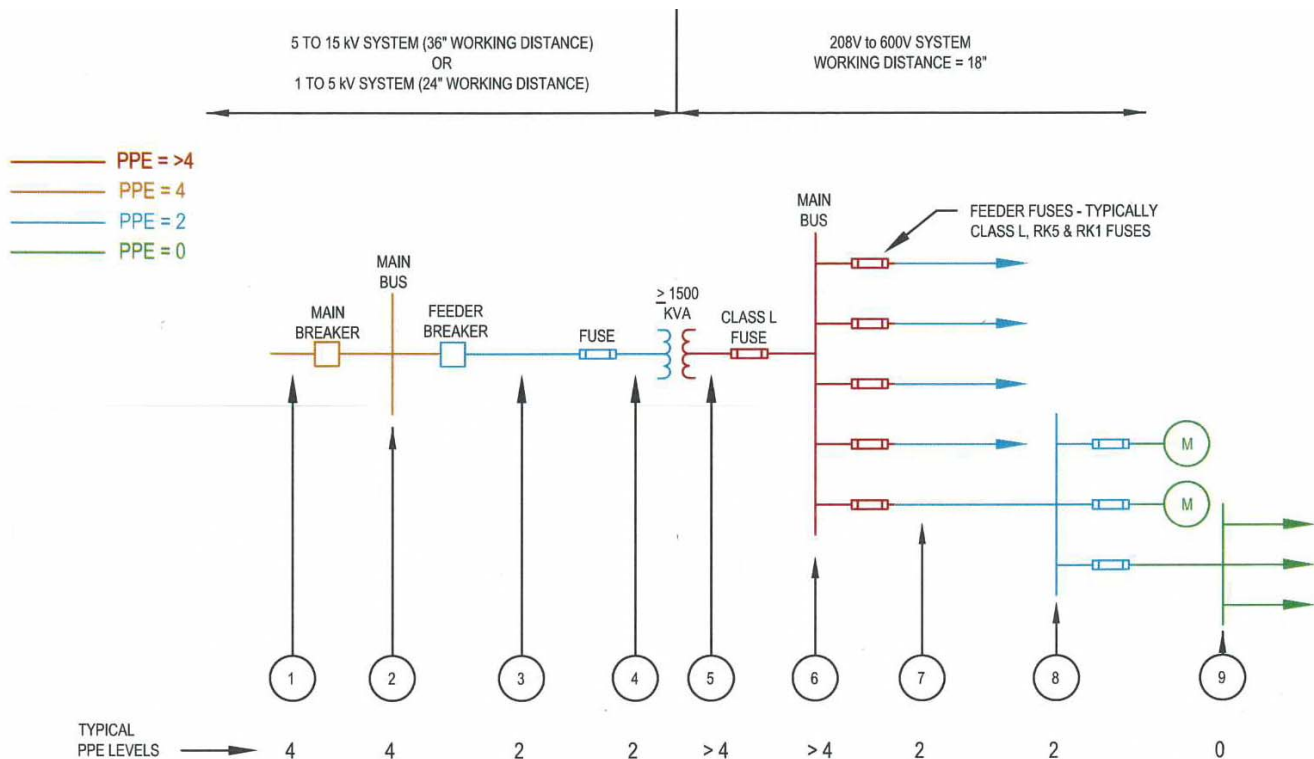 5 TO 15 kV SYSTEM (36" WORKING DISTANCE)
OR
1 TO 5 kV SYSTEM (24" WORKING DISTANCE)
208V to 600V SYSTEM
WORKING DISTANCE = 18"
PPE = >4
PPE = 4
PPE = 2
PPE = 0
MAIN
BUS
FEEDER FUSES - TYPICALLY
CLASS L, RK5 & RK1 FUSES
MAIN
BUS
MAIN
BREAKER
FEEDER
BREAKER
FUSE
≥ 1500
KVA
CLASS L
FUSE
M
M
1
2
3
4
5
6
7
8
9
TYPICAL
PPE LEVELS
4
4
2
2
> 4
> 4
2
2
0